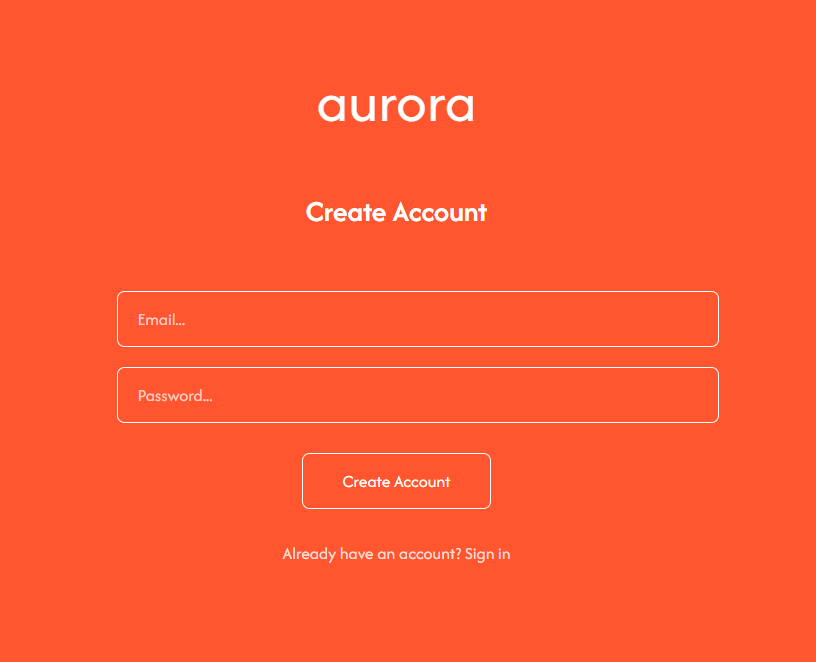 aurora
Create Account
Email...
Password...
Create Account
Already have an account? Sign in